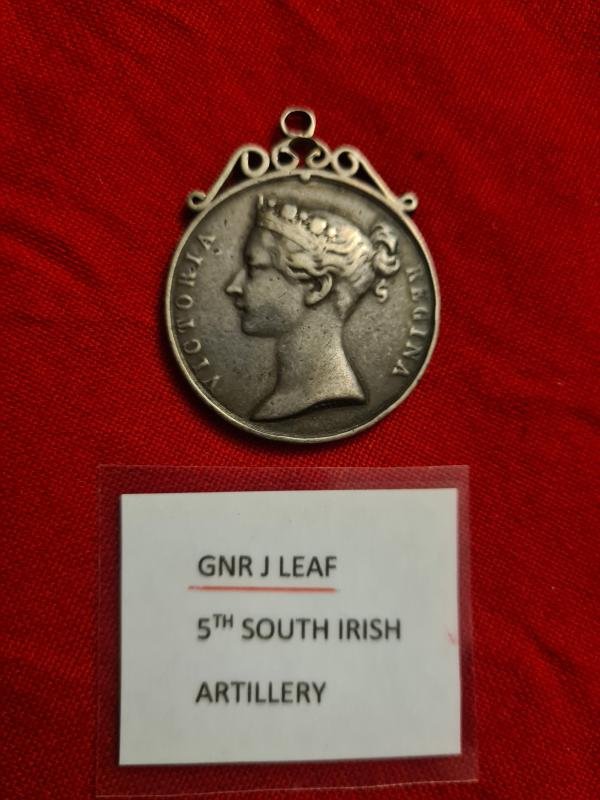 VICTORIA REGINA
GNR J LEAF
5TH SOUTH IRISH
ARTILLERY